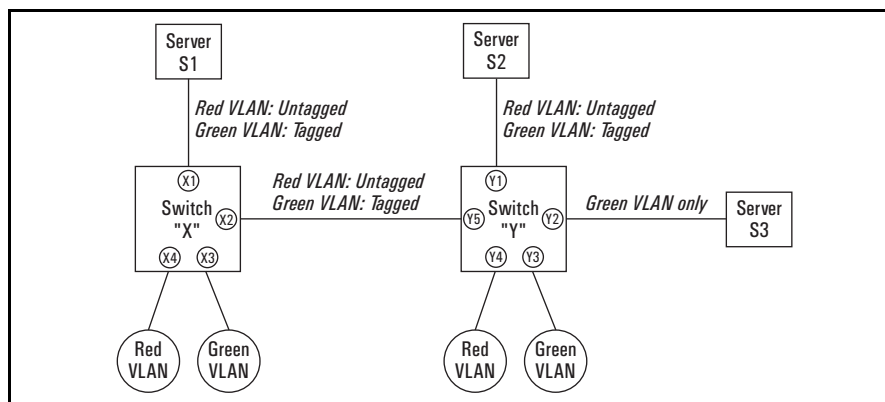 Server
S1
Server
S2
Red VLAN: Untagged
Green VLAN: Tagged
Red VLAN: Untagged
Green VLAN: Tagged
X1
Switch
"X"
X2
X4
X3
Red VLAN: Untagged
Green VLAN: Tagged
Y1
Y5
Switch
"Y"
Y2
Y4
Y3
Green VLAN only
Server
S3
Red
VLAN
Green
VLAN
Red
VLAN
Green
VLAN